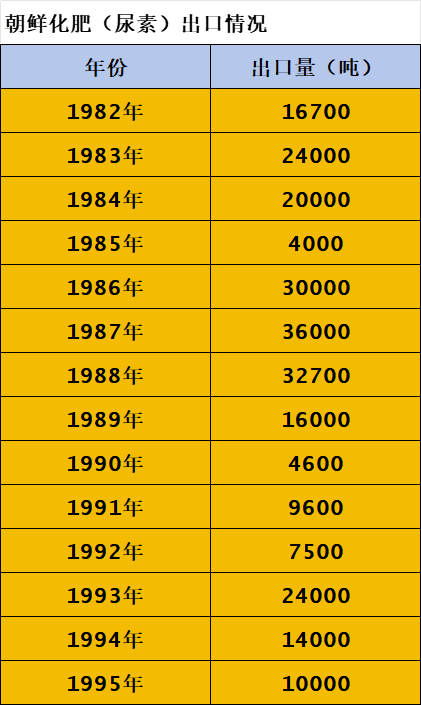 朝鲜化肥（尿素）出口情况
年份 出口量（吨）
1982年 16700
1983年 24000
1984年 20000
1985年 4000
1986年 30000
1987年 36000
1988年 32700
1989年 16000
1990年 4600
1991年 9600
1992年 7500
1993年 24000
1994年 14000
1995年 10000